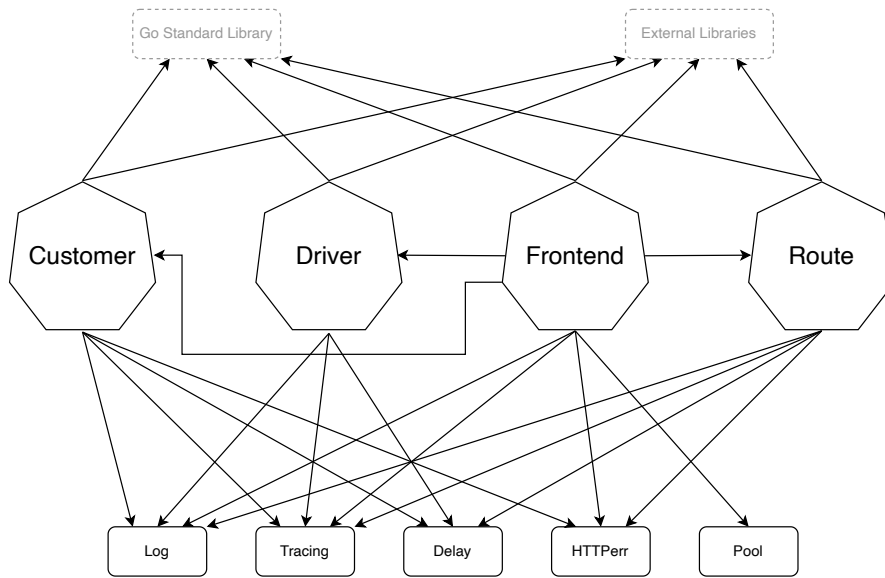 Go Standard Library
External Libraries
Customer
Driver
Frontend
Route
Log
Tracing
Delay
HTTPerr
Pool